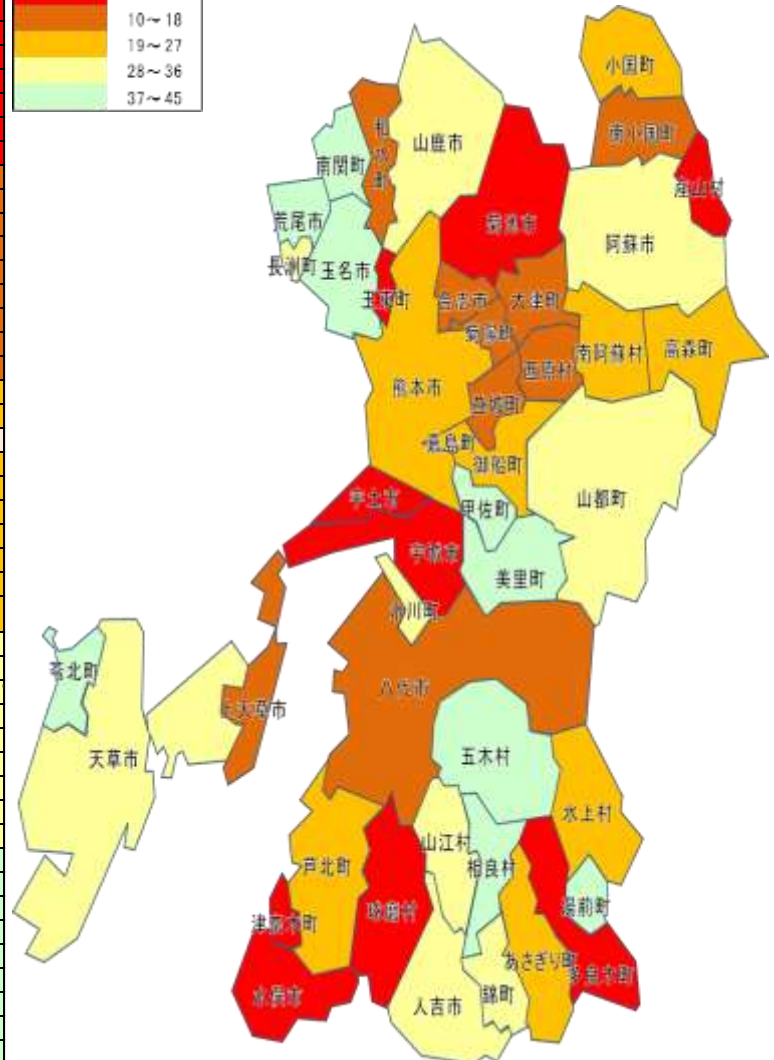 10~18
19~27
28~36
37~45
小国町
南小国町
産山村
和水町
山鹿市
南関町
菊池市
荒尾市
阿蘇市
長洲町
玉名市
玉東町
合志市
大津町
菊陽町
西原村
南阿蘇村
高森町
熊本市
益城町
嘉島町
御船町
山都町
宇土市
甲佐町
宇城市
美里町
氷川町
苓北町
八代市
上天草市
天草市
五木村
水上村
山江村
相良村
芦北町
湯前町
球磨村
津奈木町
あさぎり町
多良木町
水俣市
人吉市
錦町